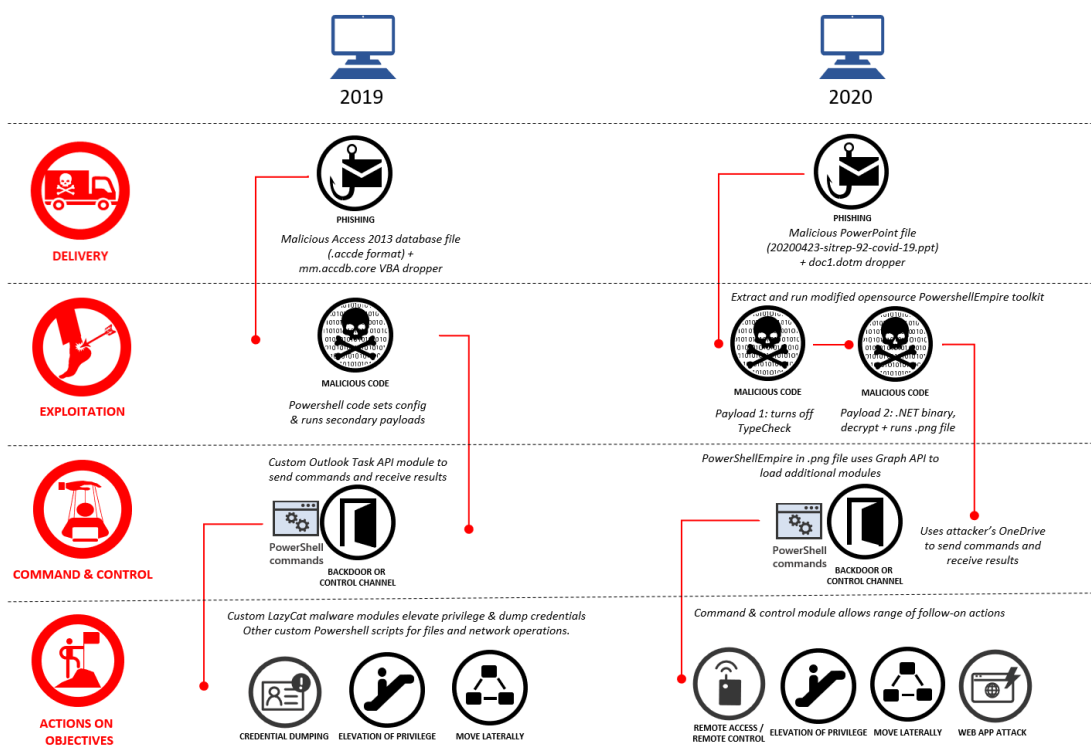 2019
2020
DELIVERY
PHISHING
Malicious Access 2013 database file
(.accde format) +
mm.accdb.core VBA dropper
PHISHING
Malicious PowerPoint file
(20200423-sitrep-92-covid-19.ppt)
+ doc1.dotm dropper
EXPLOITATION
MALICIOUS CODE
Powershell code sets config
& runs secondary payloads
Extract and run modified opensource PowershellEmpire toolkit
MALICIOUS CODE
Payload 1: turns off
TypeCheck
MALICIOUS CODE
Payload 2: .NET binary,
decrypt + runs .png file
COMMAND & CONTROL
Custom Outlook Task API module to
send commands and receive results
PowerShell
commands
BACKDOOR OR
CONTROL CHANNEL
PowerShellEmpire in .png file uses Graph API to
load additional modules
PowerShell
commands
BACKDOOR OR
CONTROL CHANNEL
Uses attacker's OneDrive
to send commands and
receive results
ACTIONS ON
OBJECTIVES
Custom LazyCat malware modules elevate privilege & dump credentials
Other custom Powershell scripts for files and network operations.
CREDENTIAL DUMPING
ELEVATION OF PRIVILEGE
MOVE LATERALLY
Command & control module allows range of follow-on actions
REMOTE ACCESS /
REMOTE CONTROL
ELEVATION OF PRIVILEGE
MOVE LATERALLY
WEB APP ATTACK